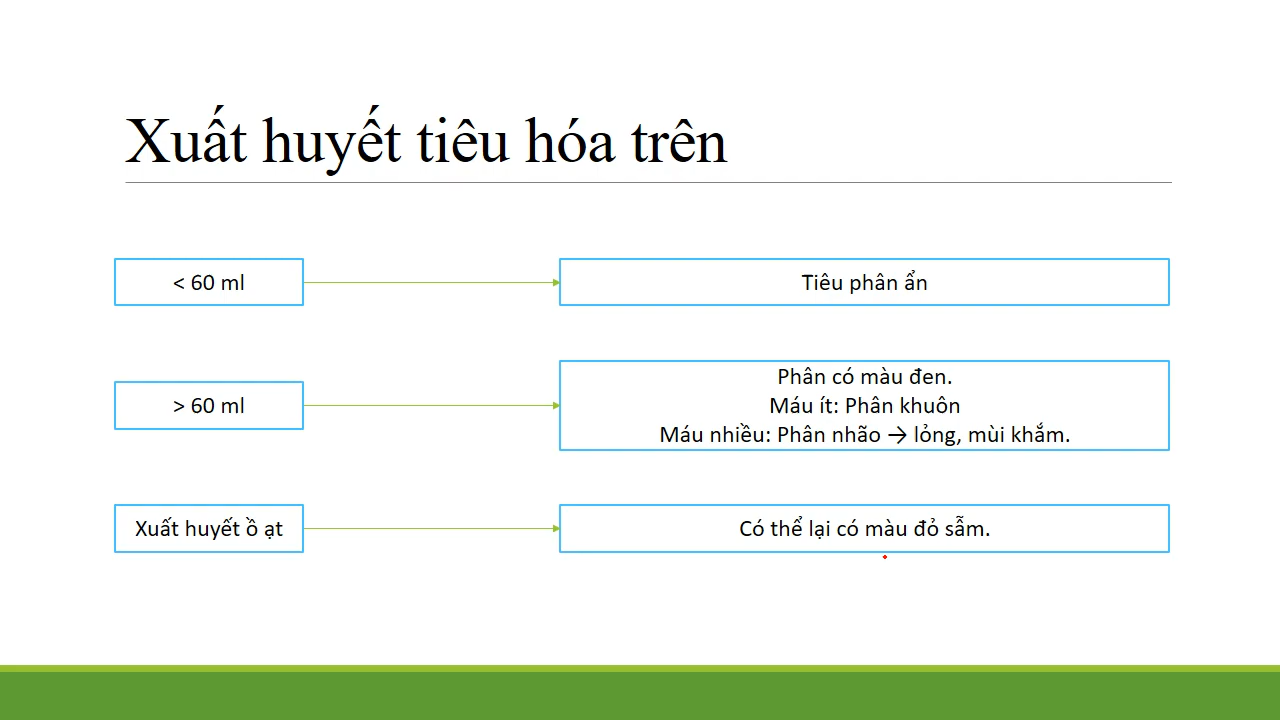 Xuất huyết tiêu hóa trên
< 60 ml
Tiêu phân ẩn
> 60 ml
Phân có màu đen.
Máu ít: Phân khuôn
Máu nhiều: Phân nhão → lỏng, mùi khắm.
Xuất huyết ồ ạt
Có thể lại có màu đỏ sẫm.